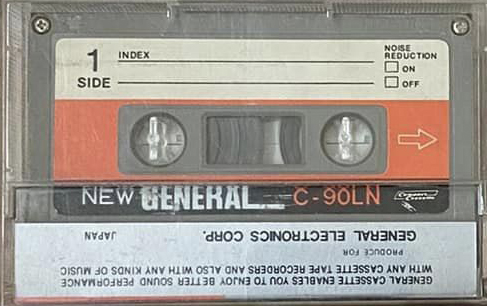 1
SIDE
INDEX
NOISE
REDUCTION
ON
OFF
NEW GENERAL C-90LN
GENERAL CASSETTE ENABLES YOU TO ENJOY BETTER SOUND PERFORMANCE
WITH ANY CASSETTE TAPE RECORDERS AND ALSO WITH ANY KINDS OF MUSIC
PRODUCE FOR
GENERAL ELECTRONICS CORP.
JAPAN